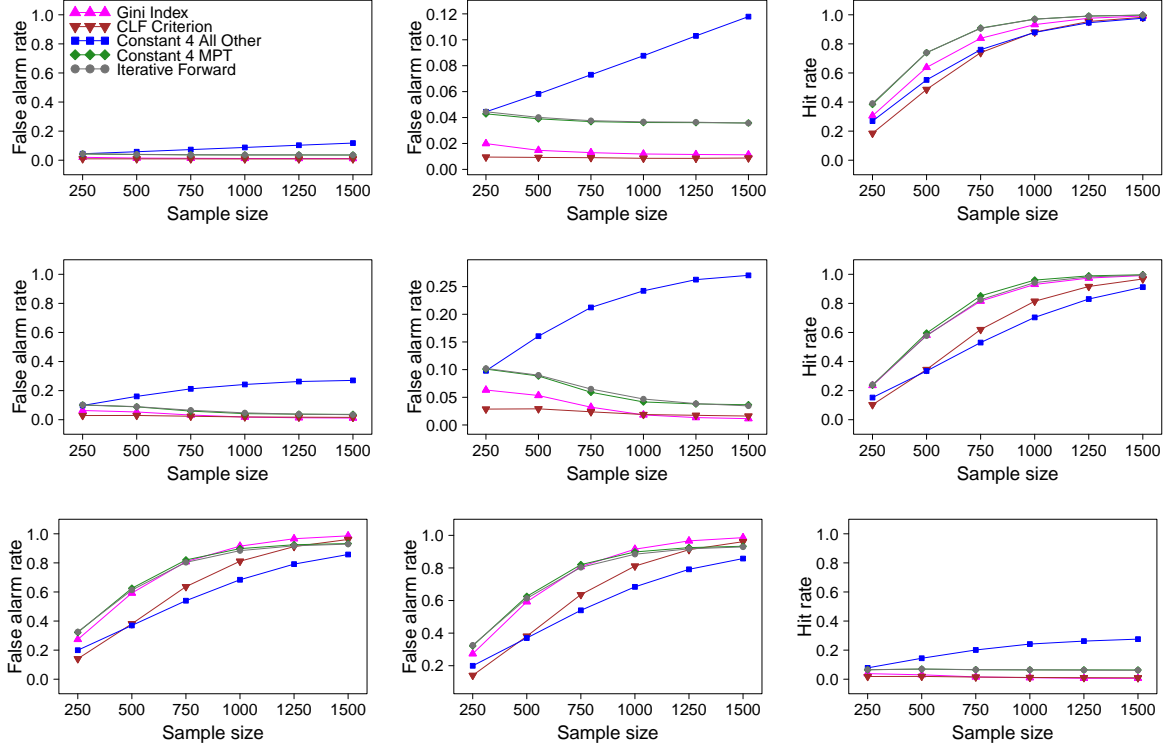 Gini Index
CLF Criterion
Constant 4 All Other
Constant 4 MPT
Iterative Forward
False alarm rate
1.0
0.8
0.6
0.4
0.2
0.0
250 500 750 1000 1250 1500
Sample size
False alarm rate
0.12
0.10
0.08
0.06
0.04
0.02
0.00
250 500 750 1000 1250 1500
Sample size
Hit rate
1.0
0.8
0.6
0.4
0.2
0.0
250 500 750 1000 1250 1500
Sample size
False alarm rate
1.0
0.8
0.6
0.4
0.2
0.0
250 500 750 1000 1250 1500
Sample size
False alarm rate
0.25
0.20
0.15
0.10
0.05
0.00
250 500 750 1000 1250 1500
Sample size
Hit rate
1.0
0.8
0.6
0.4
0.2
0.0
250 500 750 1000 1250 1500
Sample size
False alarm rate
1.0
0.8
0.6
0.4
0.2
0.0
250 500 750 1000 1250 1500
Sample size
False alarm rate
1.0
0.8
0.6
0.4
0.2
250 500 750 1000 1250 1500
Sample size
Hit rate
1.0
0.8
0.6
0.4
0.2
0.0
250 500 750 1000 1250 1500
Sample size